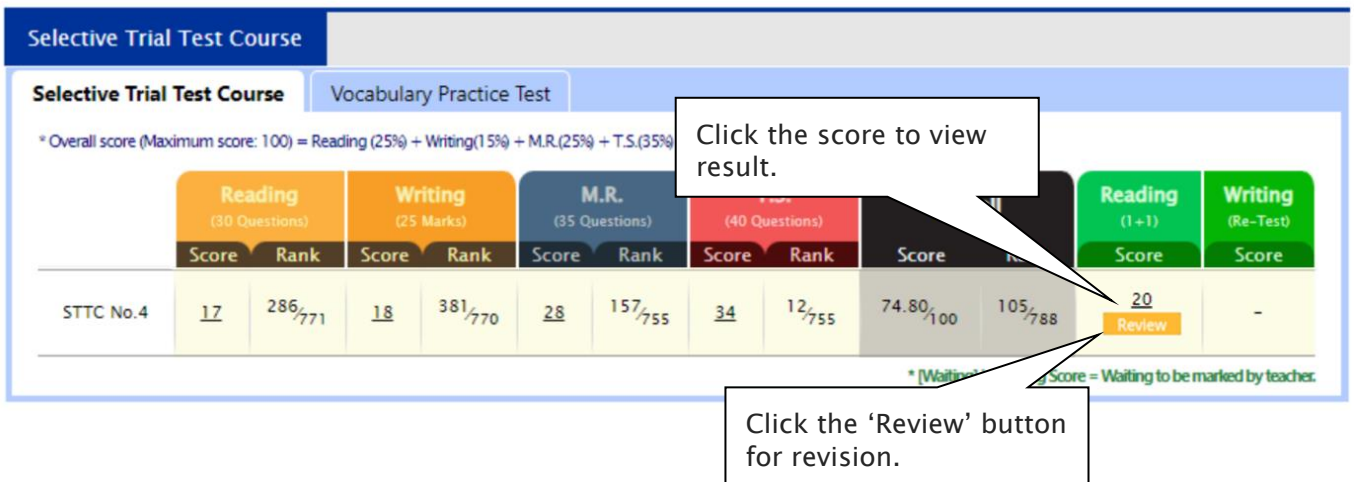 Selective Trial Test Course
Selective Trial Test Course Vocabulary Practice Test
* Overall score (Maximum score: 100) = Reading (25%) + Writing(15%) + M.R.(25%) + T.S.(35%)
Click the score to view
result.
Reading Writing M.R. Reading Writing
(30 Questions) (25 Marks) (35 Questions) (40 Questions) (1+1) (Re-Test)
Score Rank Score Rank Score Rank Score Rank Score Score Score
STTC No.4 17 286/771 18 381/770 28 157/755 34 12/755 74.80/100 105/788 20 -
Review
* [Waiting] Score = Waiting to be marked by teacher.
Click the ‘Review’ button
for revision.